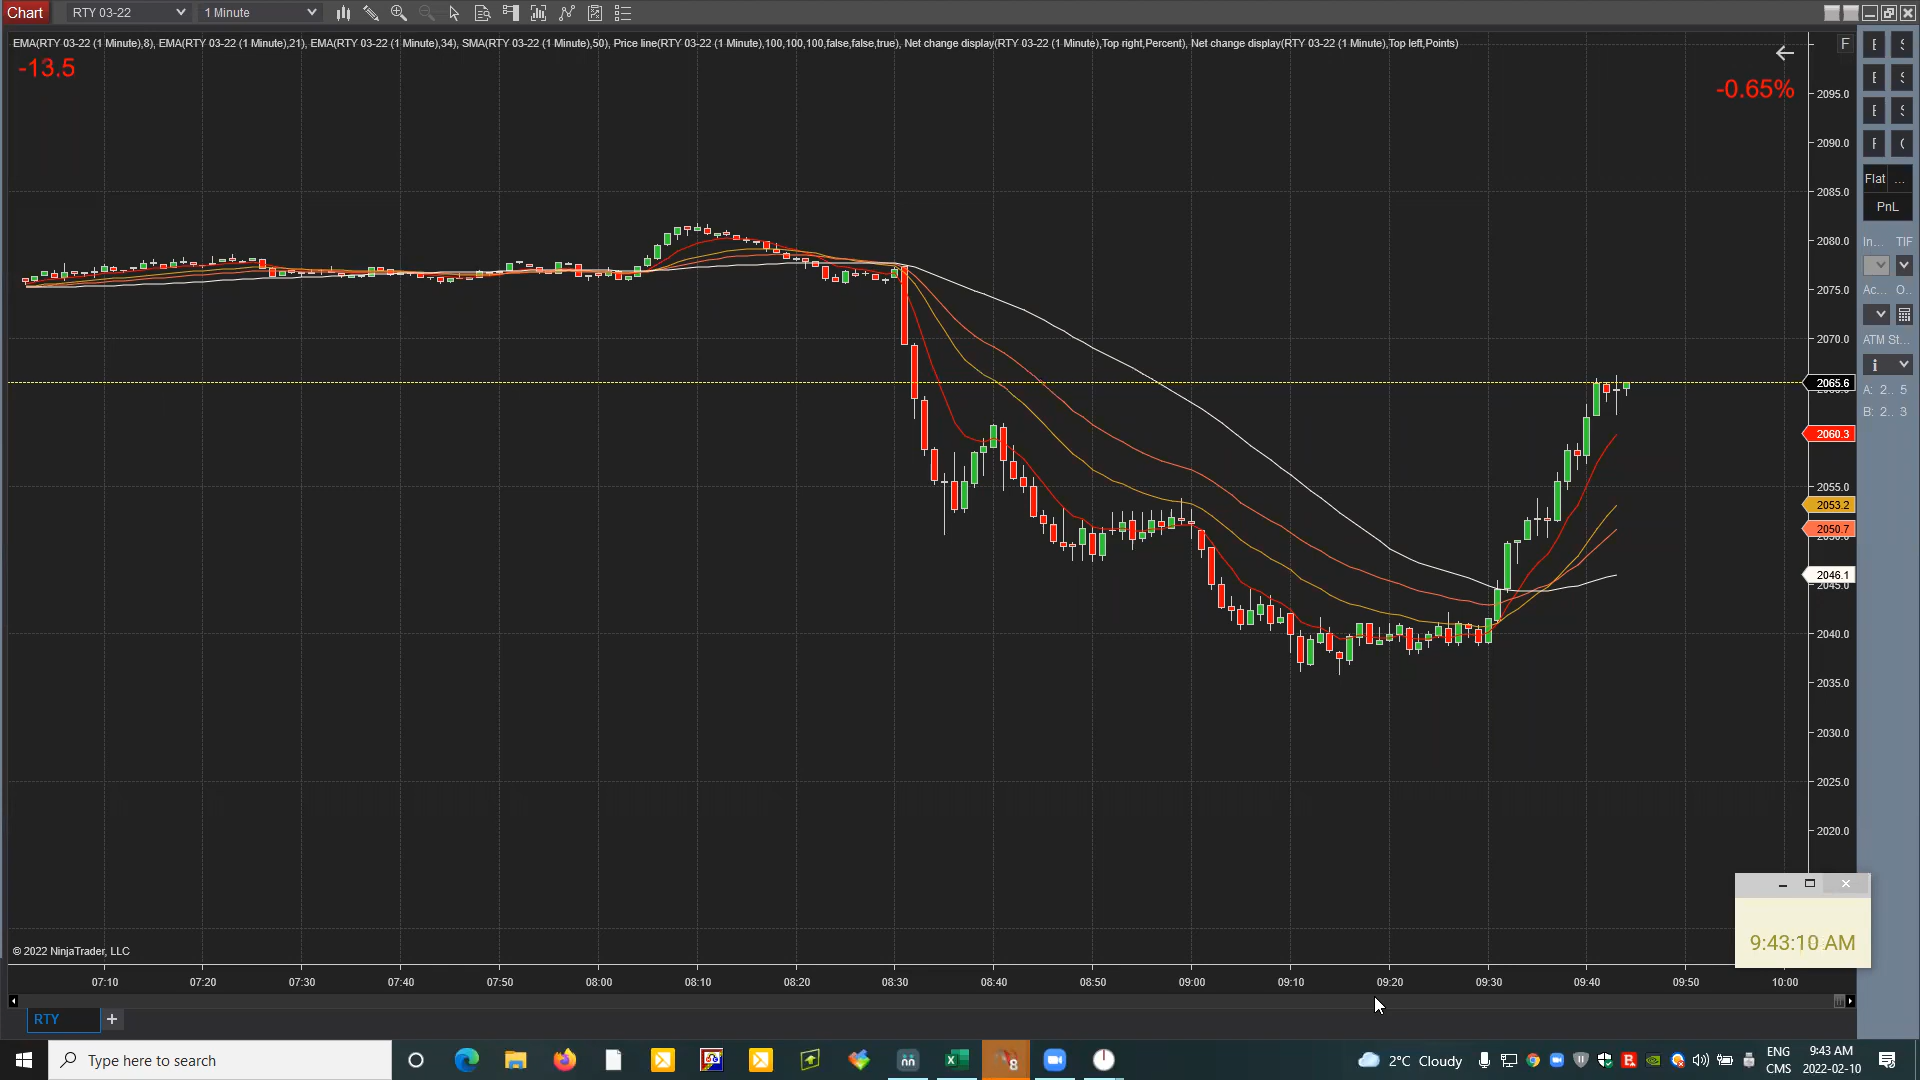 Chart RTY 03-22 1 Minute
EMA(RTY 03-22 (1 Minute),8), EMA(RTY 03-22 (1 Minute),21), EMA(RTY 03-22 (1 Minute),34), SMA(RTY 03-22 (1 Minute),50), Price line(RTY 03-22 (1 Minute),100,100,100,false,false,true), Net change display(RTY 03-22 (1 Minute),Top right,Percent), Net change display(RTY 03-22 (1 Minute),Top left,Points)
F
-13.5
-0.65%
2095.0
2090.0
2085.0
2080.0
2075.0
2070.0
2065.6
2060.3
2055.0
2053.2
2050.7
2046.1
2045.0
2040.0
2035.0
2030.0
2025.0
2020.0
Flat ...
PnL
In... TIF
Ac... O..
ATM St...
A: 2.. 5
B: 2.. 3
9:43:10 AM
© 2022 NinjaTrader, LLC
07:10 07:20 07:30 07:40 07:50 08:00 08:10 08:20 08:30 08:40 08:50 09:00 09:10 09:20 09:30 09:40 09:50 10:00
RTY +
Type here to search
2°C Cloudy
ENG
CMS
9:43 AM
2022-02-10